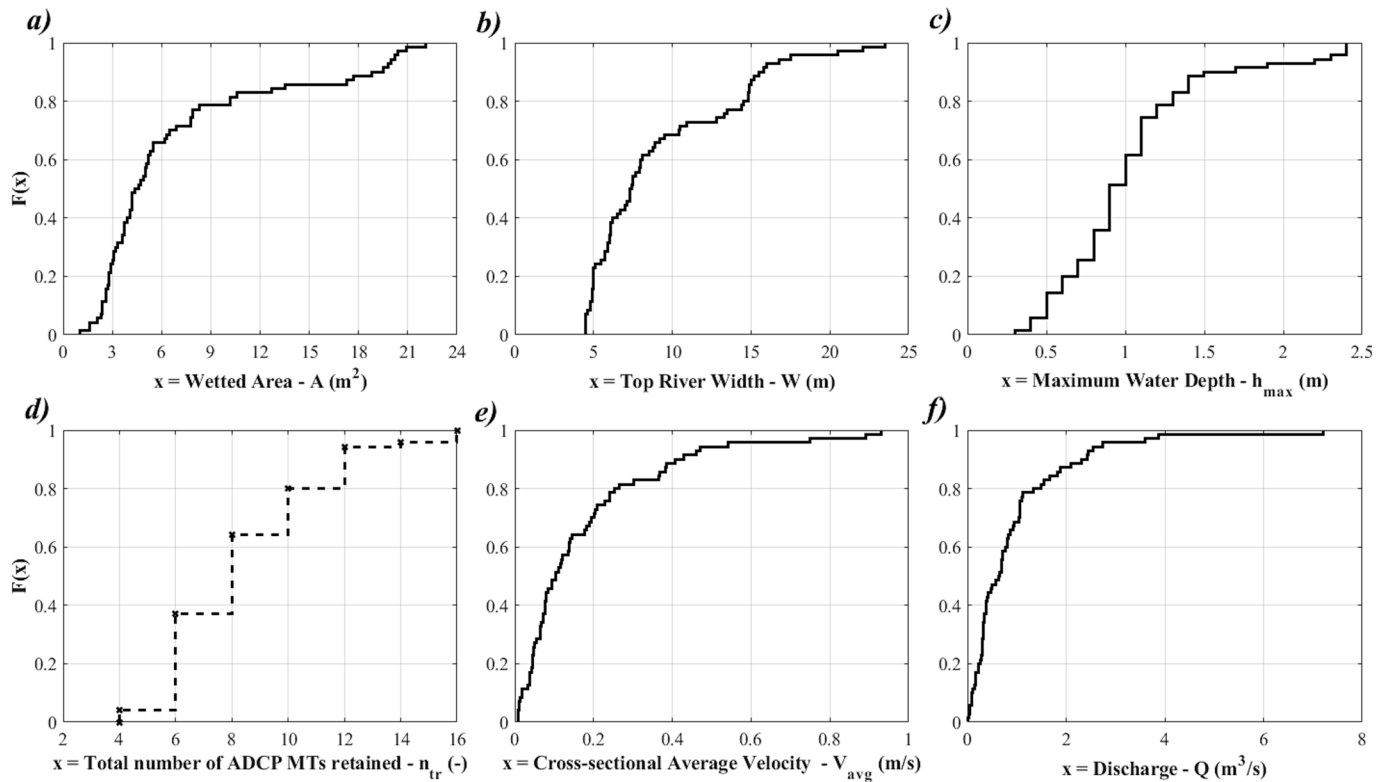 a)
1
0.8
0.6
0.4
0.2
0
F(x)
0 3 6 9 12 15 18 21 24
x = Wetted Area - A (m²)
b)
1
0.8
0.6
0.4
0.2
0
0 5 10 15 20 25
x = Top River Width - W (m)
c)
1
0.8
0.6
0.4
0.2
0
0.5 1 1.5 2 2.5
x = Maximum Water Depth - h_max (m)
d)
1
0.8
0.6
0.4
0.2
0
F(x)
2 4 6 8 10 12 14 16
x = Total number of ADCP MTs retained - n_tr (-)
e)
1
0.8
0.6
0.4
0.2
0
0 0.2 0.4 0.6 0.8 1
x = Cross-sectional Average Velocity - V_avg (m/s)
f)
1
0.8
0.6
0.4
0.2
0
0 2 4 6 8
x = Discharge - Q (m³/s)